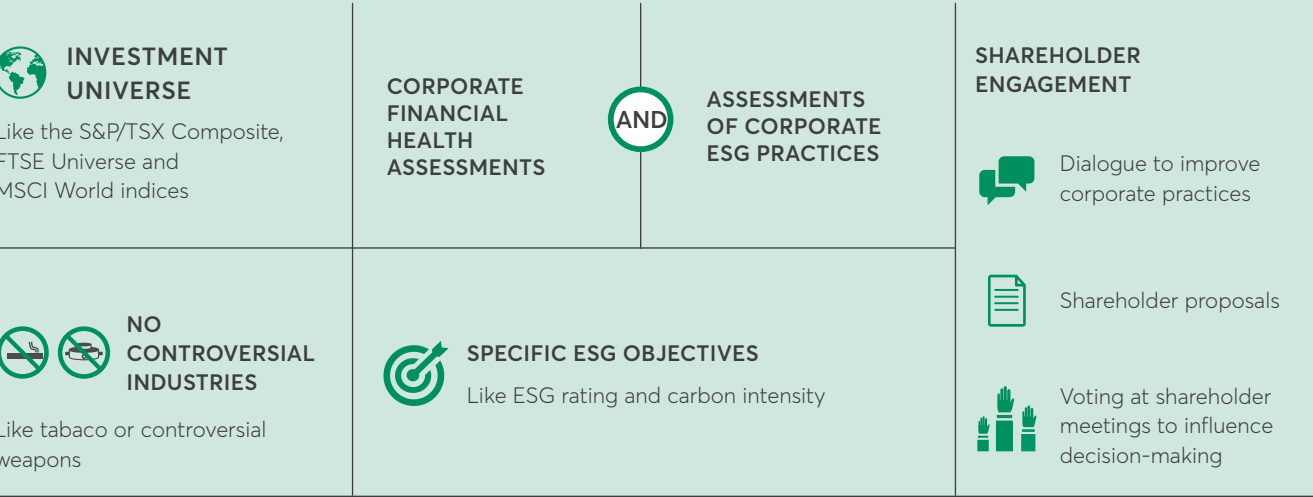 INVESTMENT
UNIVERSE
Like the S&P/TSX Composite,
FTSE Universe and
MSCI World indices
NO
CONTROVERSIAL
INDUSTRIES
Like tabaco or controversial
weapons
CORPORATE
FINANCIAL
HEALTH
ASSESSMENTS
AND
ASSESSMENTS
OF CORPORATE
ESG PRACTICES
SPECIFIC ESG OBJECTIVES
Like ESG rating and carbon intensity
SHAREHOLDER
ENGAGEMENT
Dialogue to improve
corporate practices
Shareholder proposals
Voting at shareholder
meetings to influence
decision-making